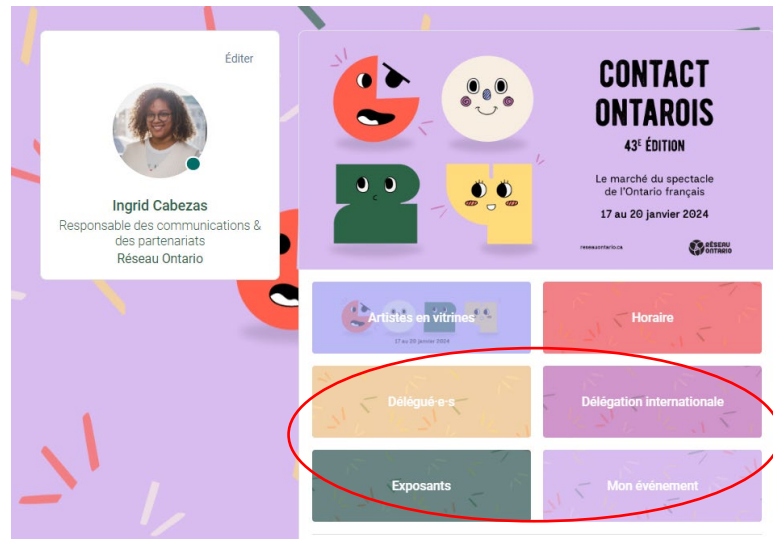 Éditer
Ingrid Cabezas
Responsable des communications &
des partenariats
Réseau Ontario
CONTACT
ONTAROIS
43E ÉDITION
Le marché du spectacle
de l'Ontario français
17 au 20 janvier 2024
reseauontario.ca
RÉSEAU
ONTARIO
Artistes en vitrines
17 au 20 janvier 2024
Horaire
Délégué·e·s
Délégation internationale
Exposants
Mon événement